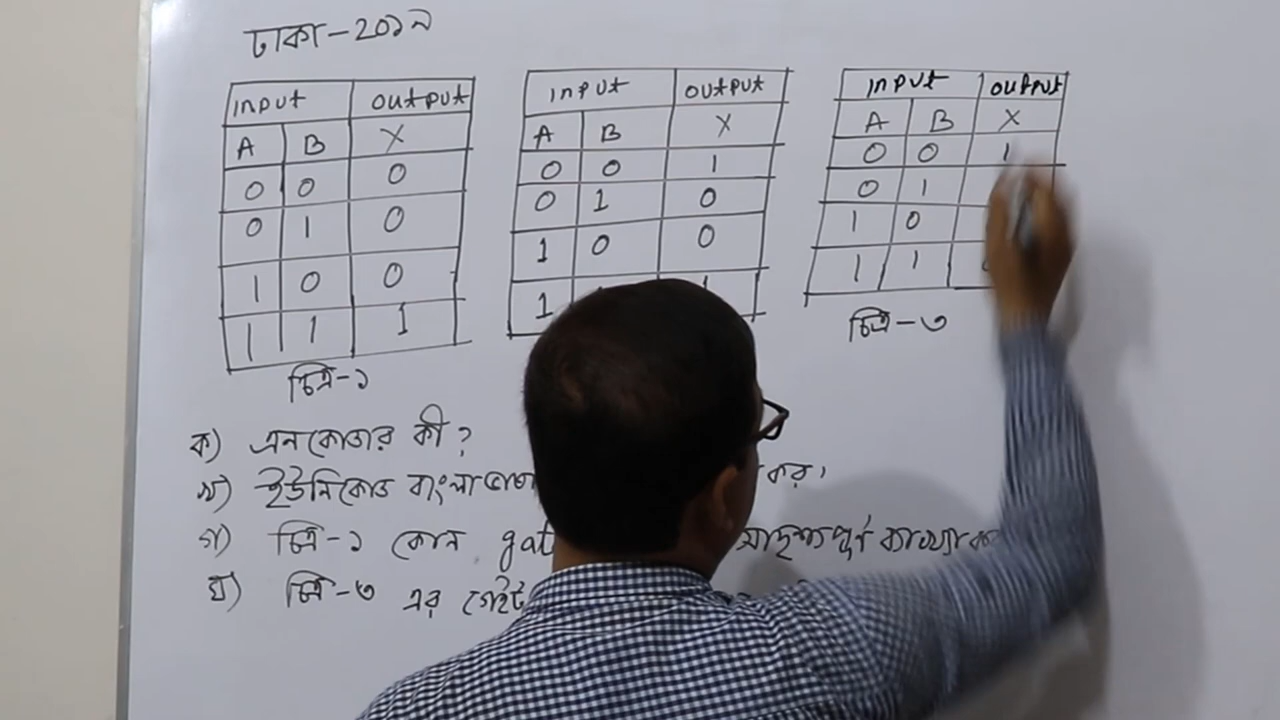 ঢাকা-২০১৯
input output
A B X
0 0 0
0 1 0
1 0 0
1 1 1
চিত্র-১
input output
A B X
0 0 1
0 1 0
1 0 0
1
input output
A B X
0 0 1
0 1
1 0
1 1
চিত্র-৩
ক) এনকোডার কী?
খ) ইউনিকোড বাংলা কর।
গ) চিত্র-১ কোন gat সাদৃশ্যপূর্ণ ব্যাখ্যা
ঘ) চিত্র-৩ এর গেইট